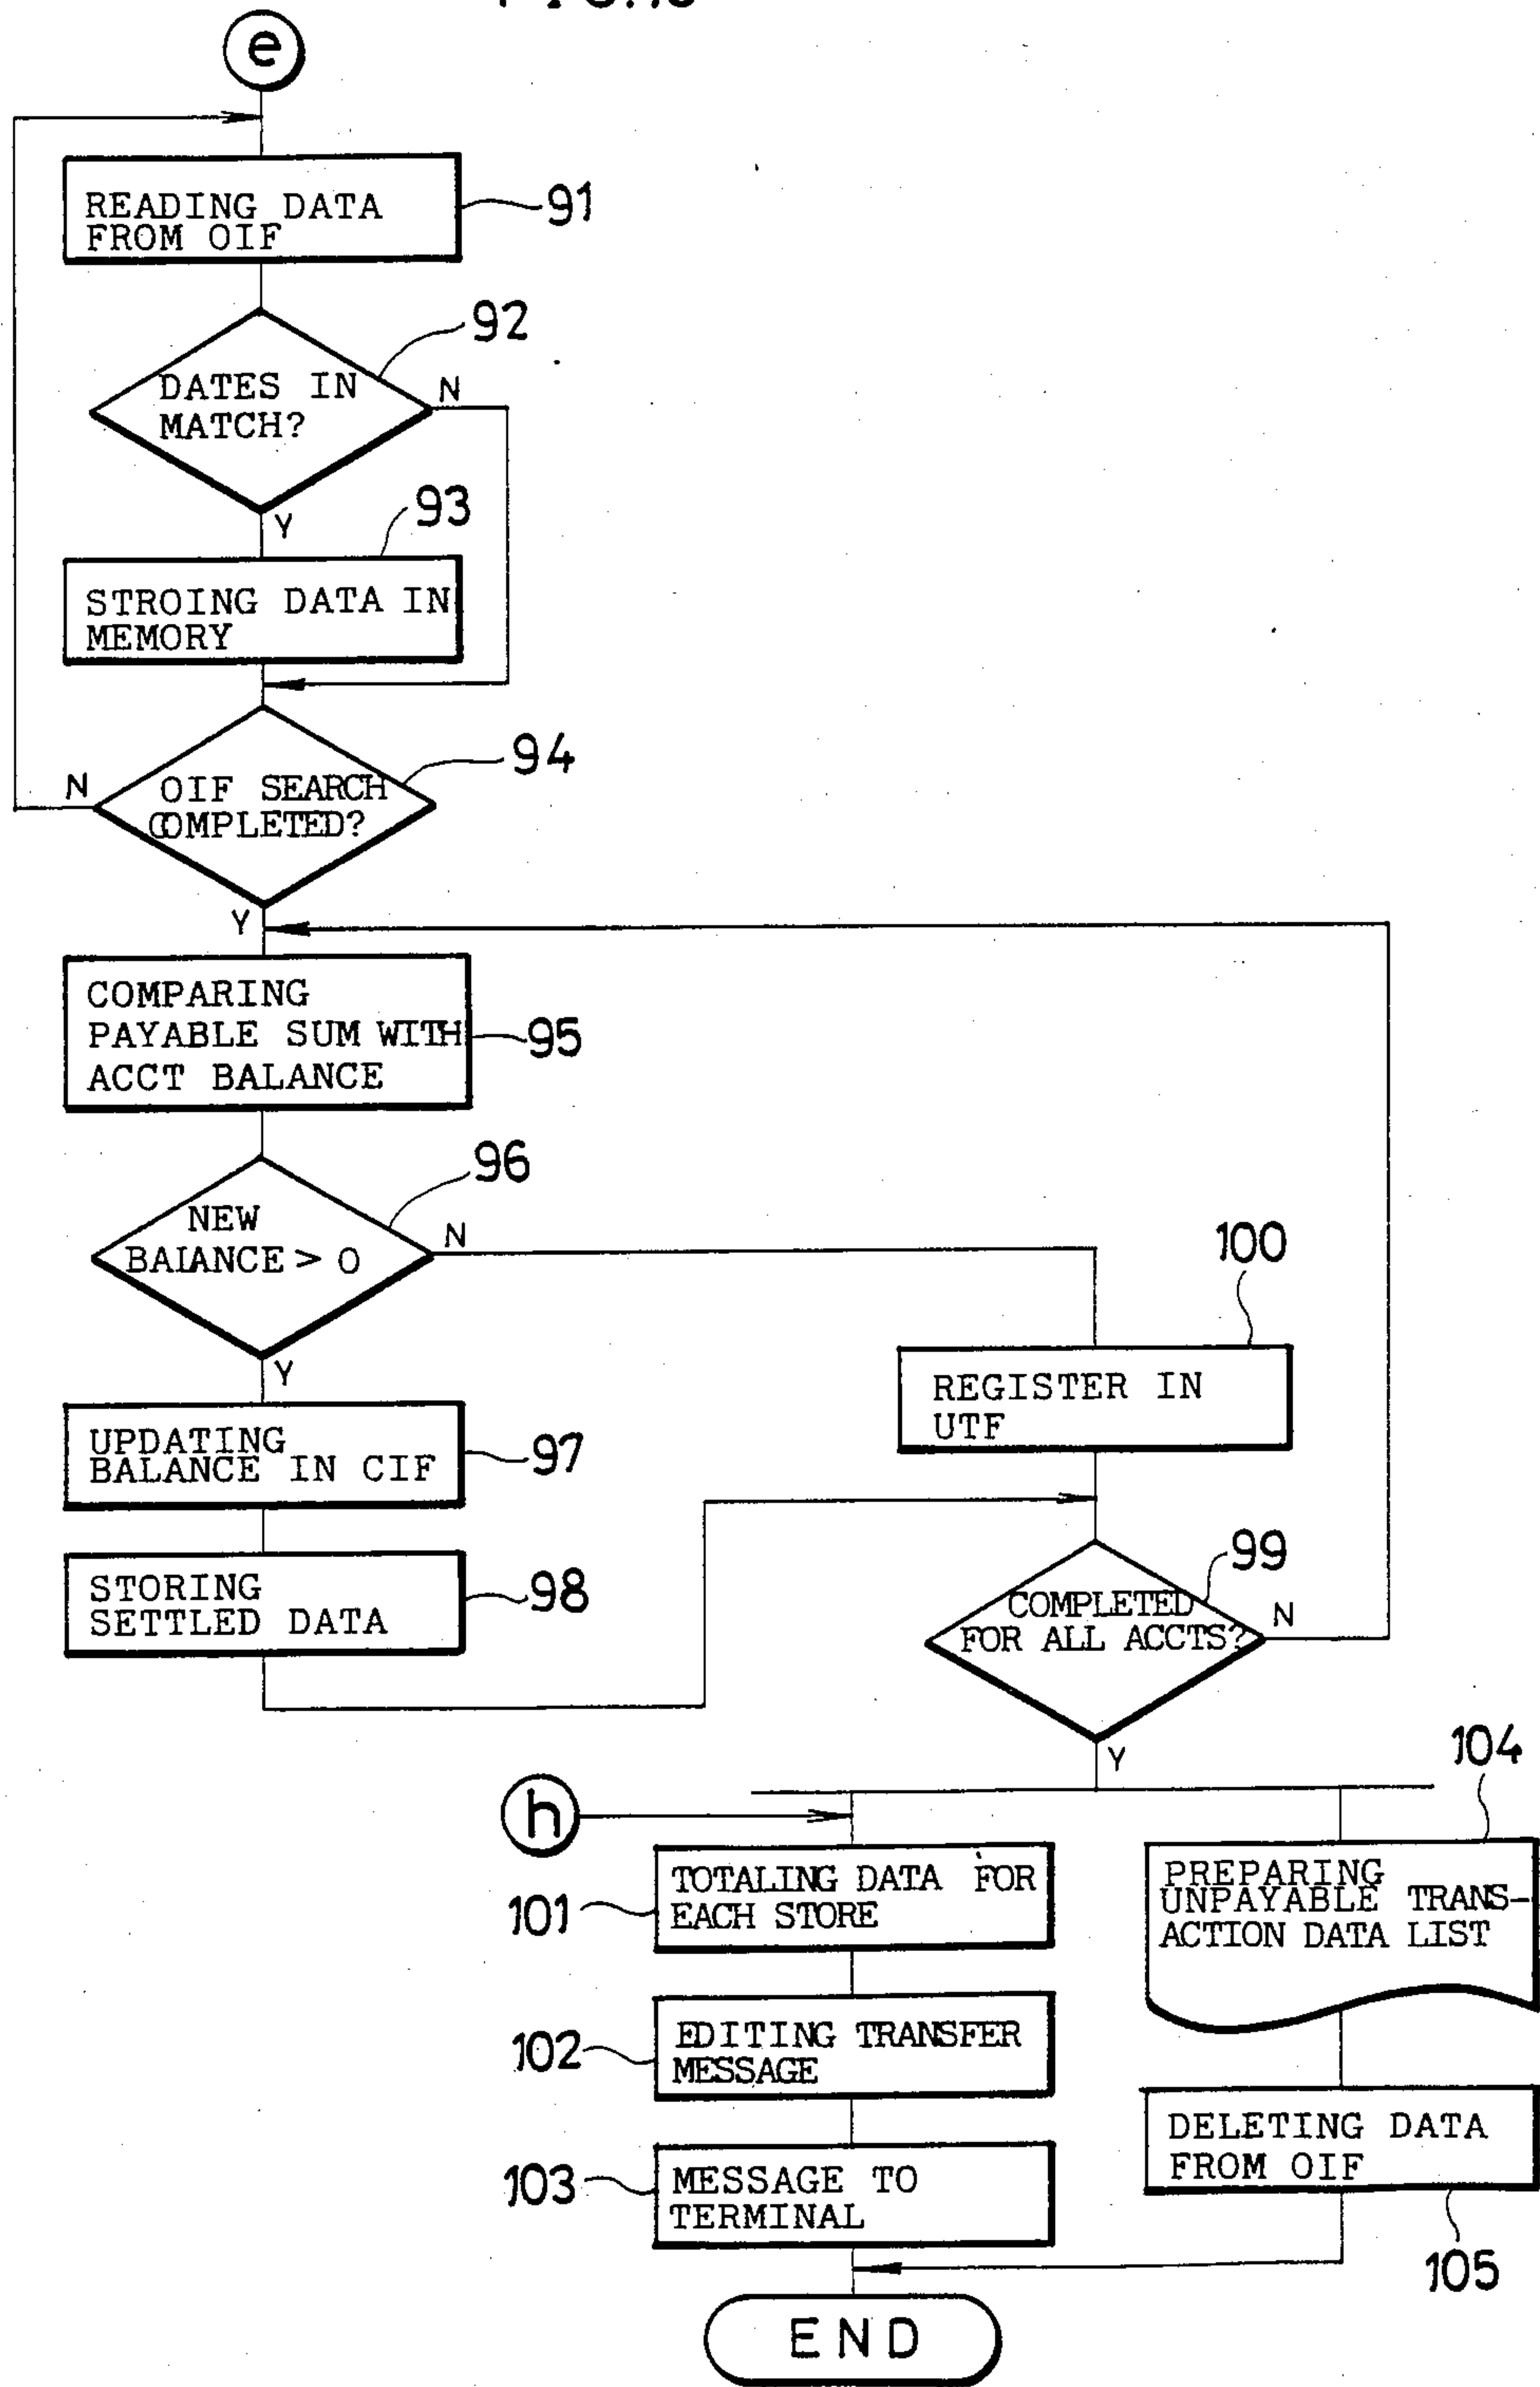 e
READING DATA
FROM OIF
91
92
DATES IN
MATCH?
N
Y
93
STROING DATA IN
MEMORY
94
N
OIF SEARCH
COMPLETED?
Y
COMPARING
PAYABLE SUM WITH
ACCT BALANCE
95
96
NEW
BALANCE > 0
N
Y
100
REGISTER IN
UTF
UPDATING
BALANCE IN CIF
97
STORING
SETTLED DATA
98
99
COMPLETED
FOR ALL ACCTS?
N
Y
h
104
TOTALING DATA FOR
EACH STORE
101
PREPARING
UNPAYABLE TRANS-
ACTION DATA LIST
EDITING TRANSFER
MESSAGE
102
DELETING DATA
FROM OIF
105
MESSAGE TO
TERMINAL
103
END